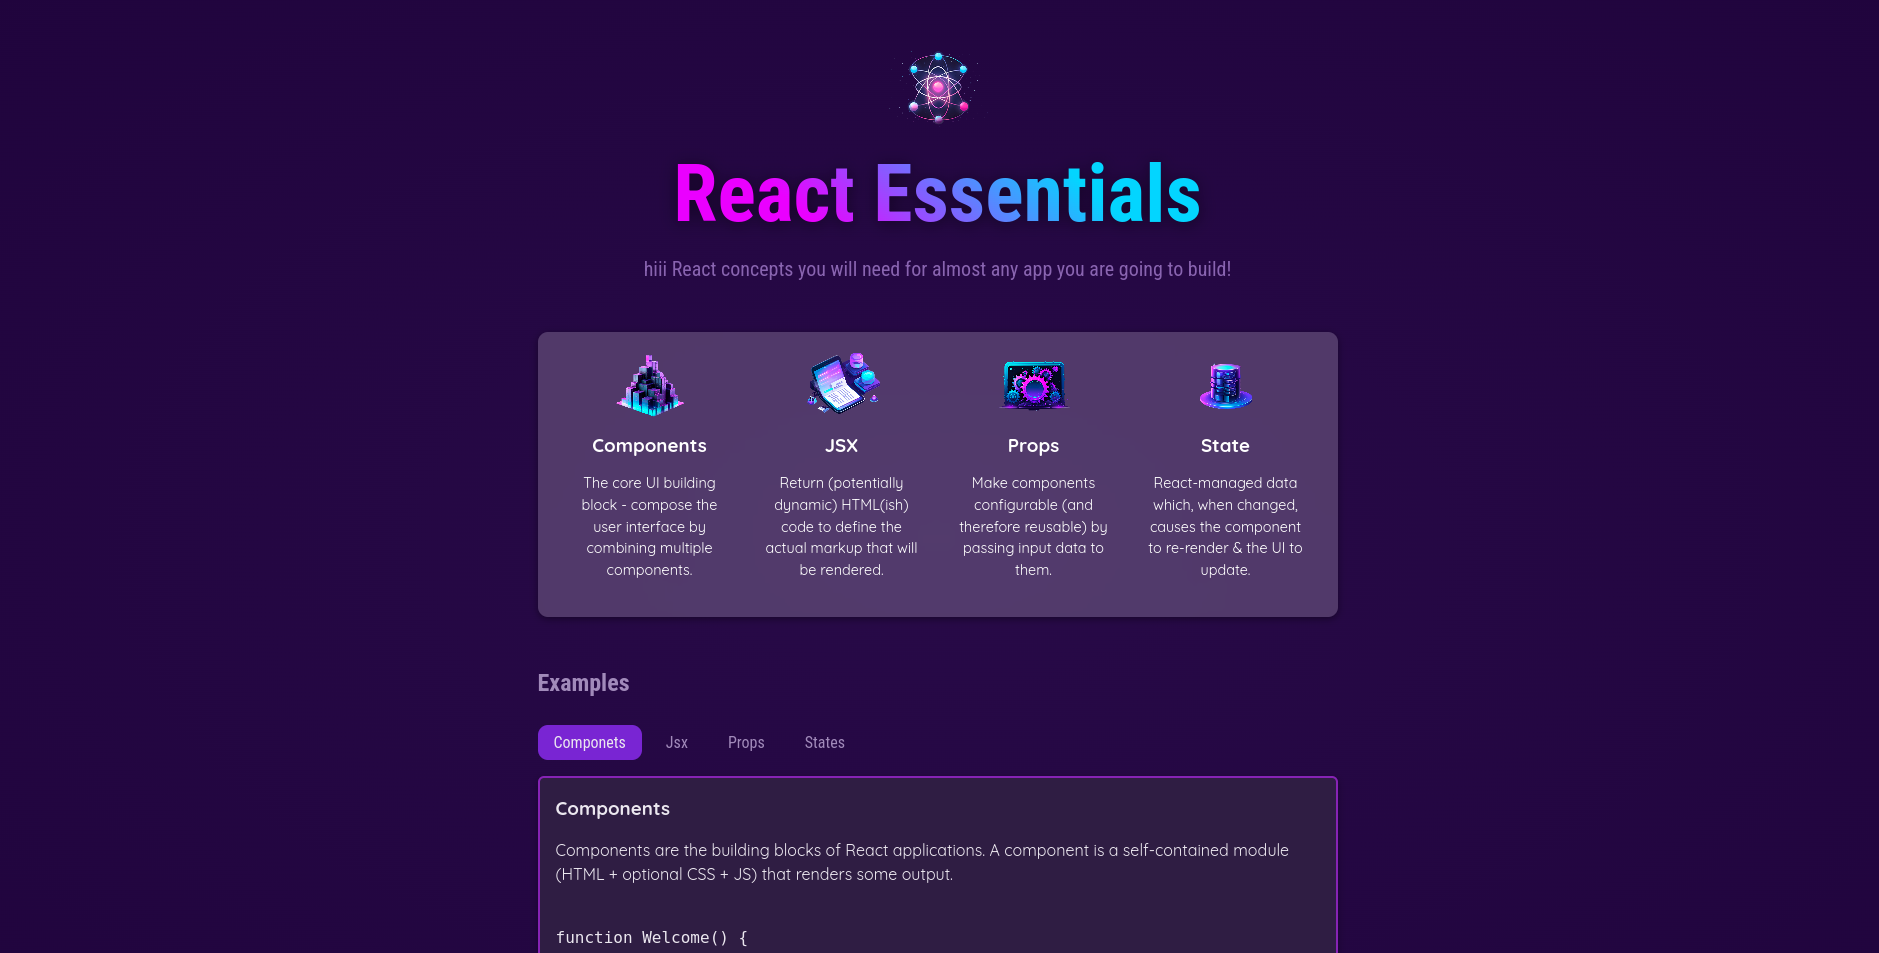 React Essentials
hiii React concepts you will need for almost any app you are going to build!
Components
The core UI building
block - compose the
user interface by
combining multiple
components.
JSX
Return (potentially
dynamic) HTML(ish)
code to define the
actual markup that will
be rendered.
Props
Make components
configurable (and
therefore reusable) by
passing input data to
them.
State
React-managed data
which, when changed,
causes the component
to re-render & the UI to
update.
Examples
Componets Jsx Props States
Components
Components are the building blocks of React applications. A component is a self-contained module
(HTML + optional CSS + JS) that renders some output.
function Welcome() {